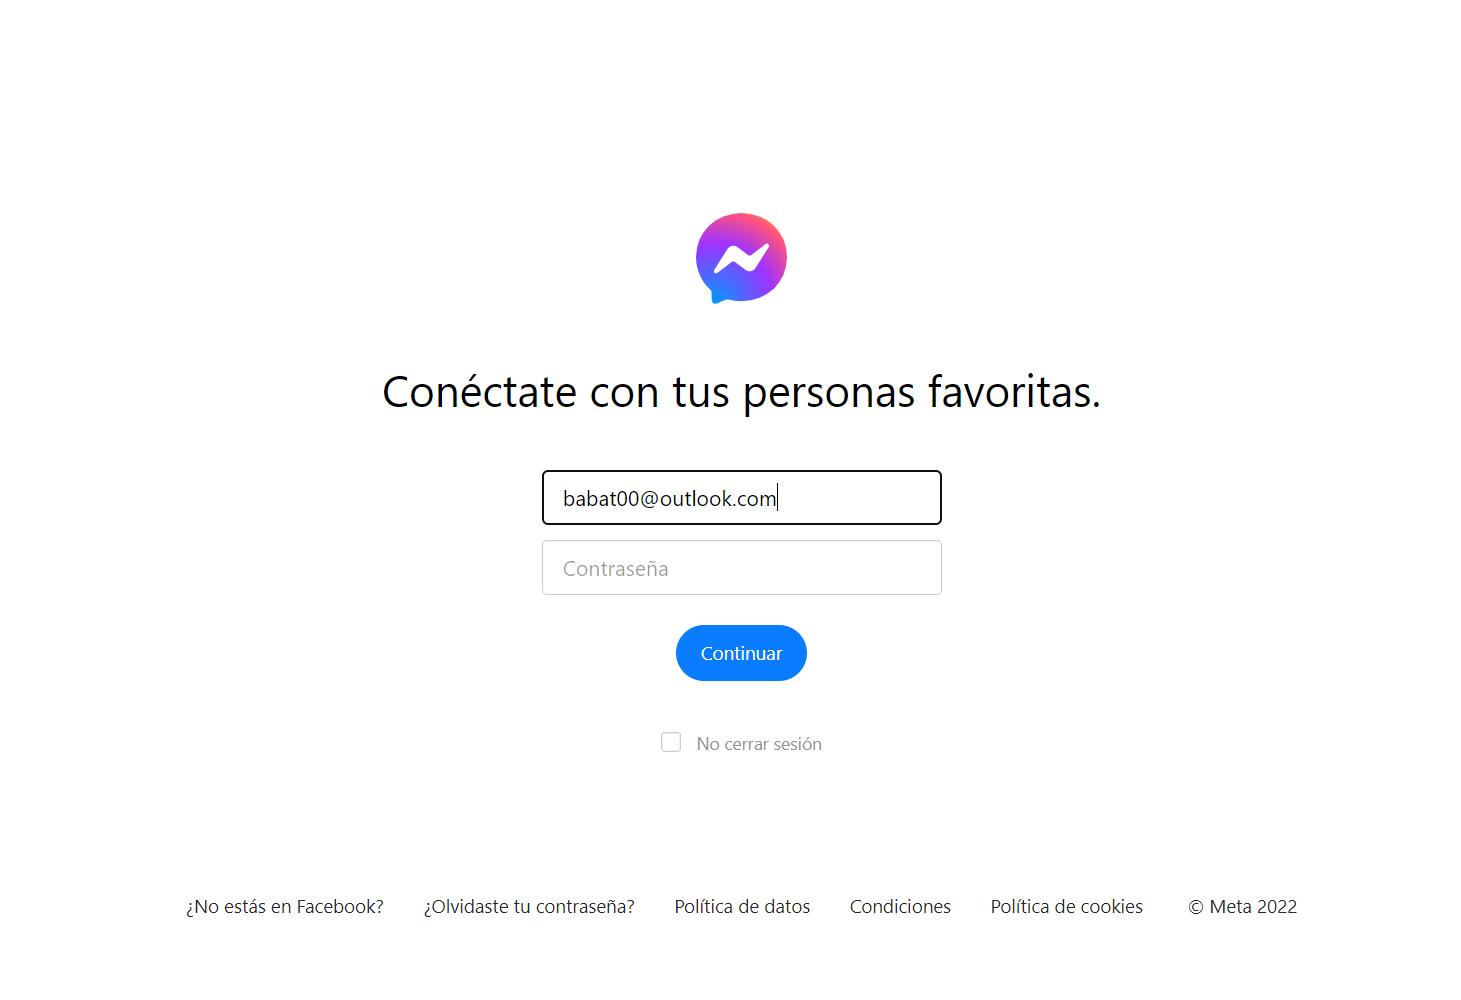 Conéctate con tus personas favoritas.
babat00@outlook.com
Contraseña
Continuar
No cerrar sesión
¿No estás en Facebook? ¿Olvidaste tu contraseña? Política de datos Condiciones Política de cookies © Meta 2022